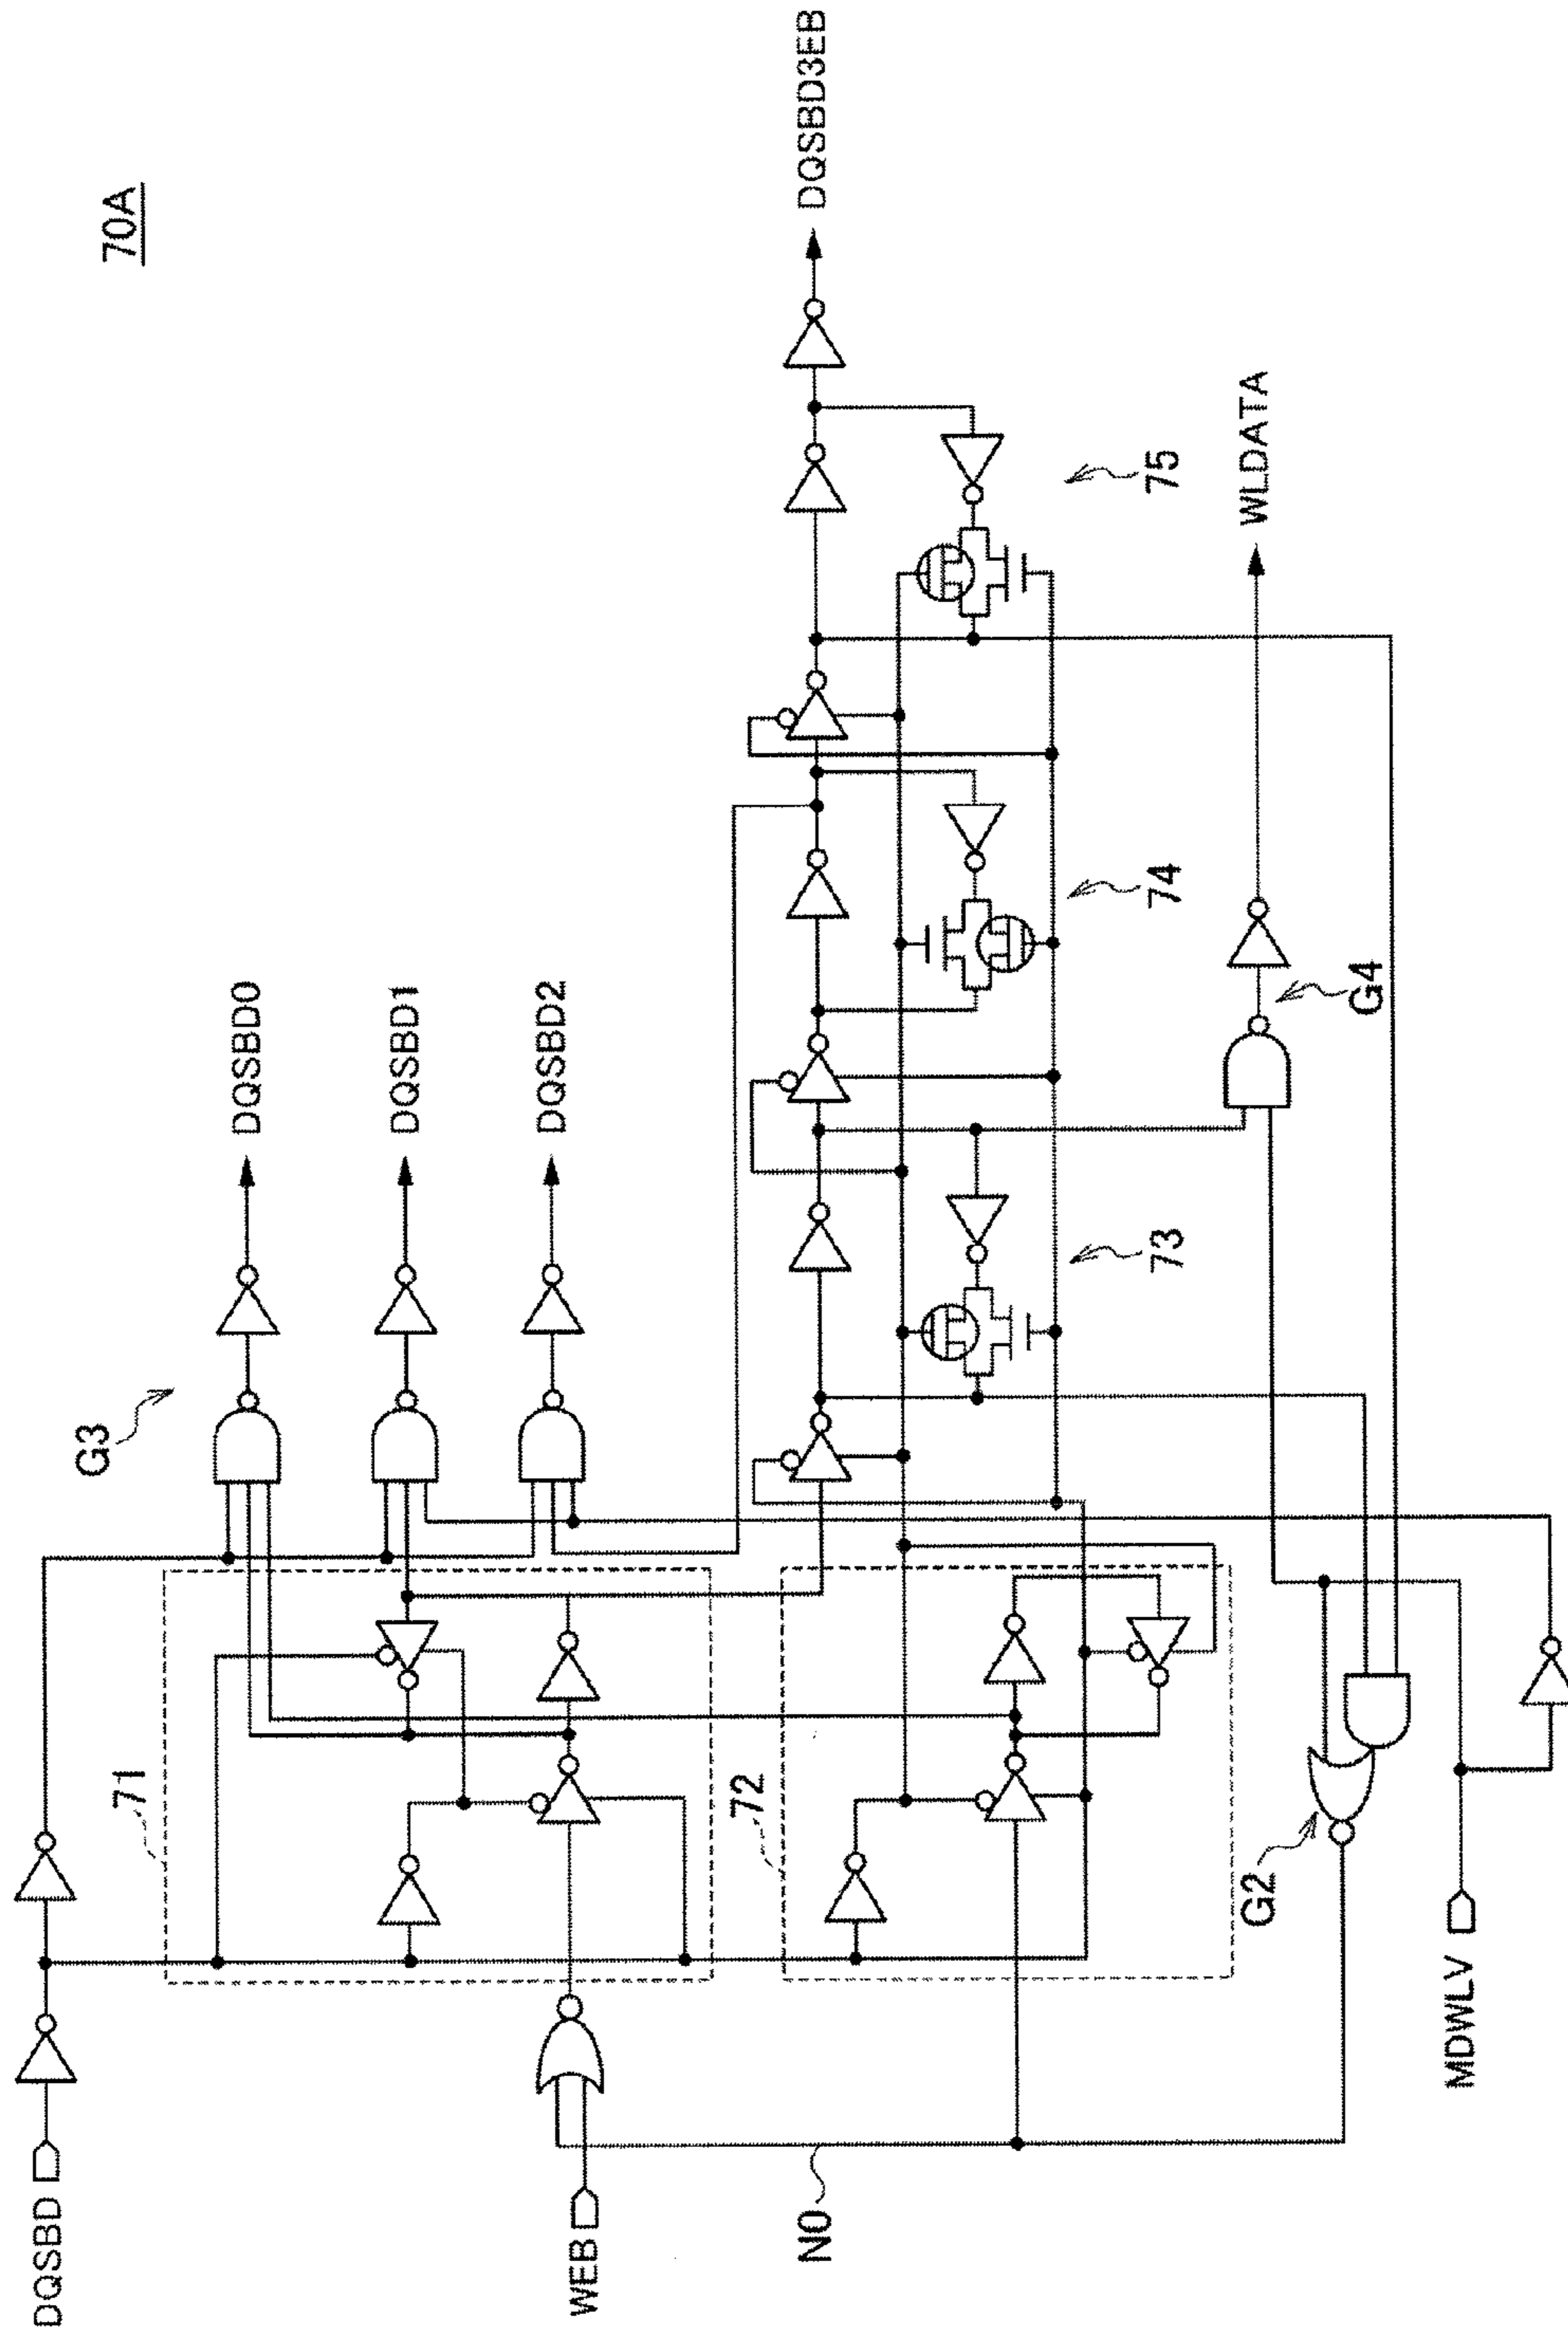 70A
DQSBD
WEB
N0
MDWLV
71
72
G2
G3
DQSBD0
DQSBD1
DQSBD2
73
74
75
G4
WLDATA
DQSBD3EB